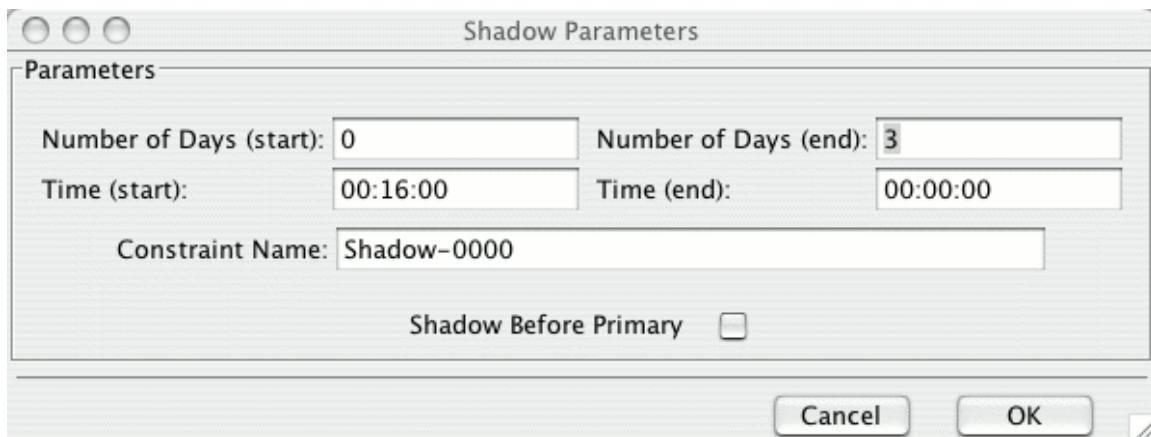 Shadow Parameters
Parameters
Number of Days (start): 0 Number of Days (end): 3
Time (start): 00:16:00 Time (end): 00:00:00
Constraint Name: Shadow-0000
Shadow Before Primary
Cancel OK